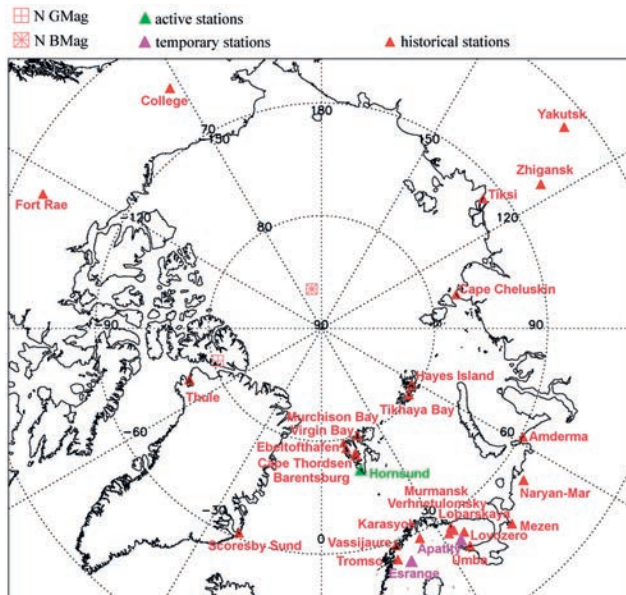 N GMag
active stations
N BMag
temporary stations
historical stations
College
180
Yakutsk
70
150
-150
Zhigansk
Fort Rae
Tiksi
-120
120
80
Cape Cheluskin
-90
90
90
Thule
Hayes Island
Tikhaya Bay
Murchison Bay
Virgin Bay
-60
60
Amderma
Ebeltofthafen
Cape Thordsen
Hornsund
Barentsburg
Naryan-Mar
Murmansk
Verhnetulomsky
-30
Lobarskaya
Karasyok
Mezen
Scoresby Sund
0
Vassijaure
Lovozero
Apatity
Tromso
Umba
Esrange